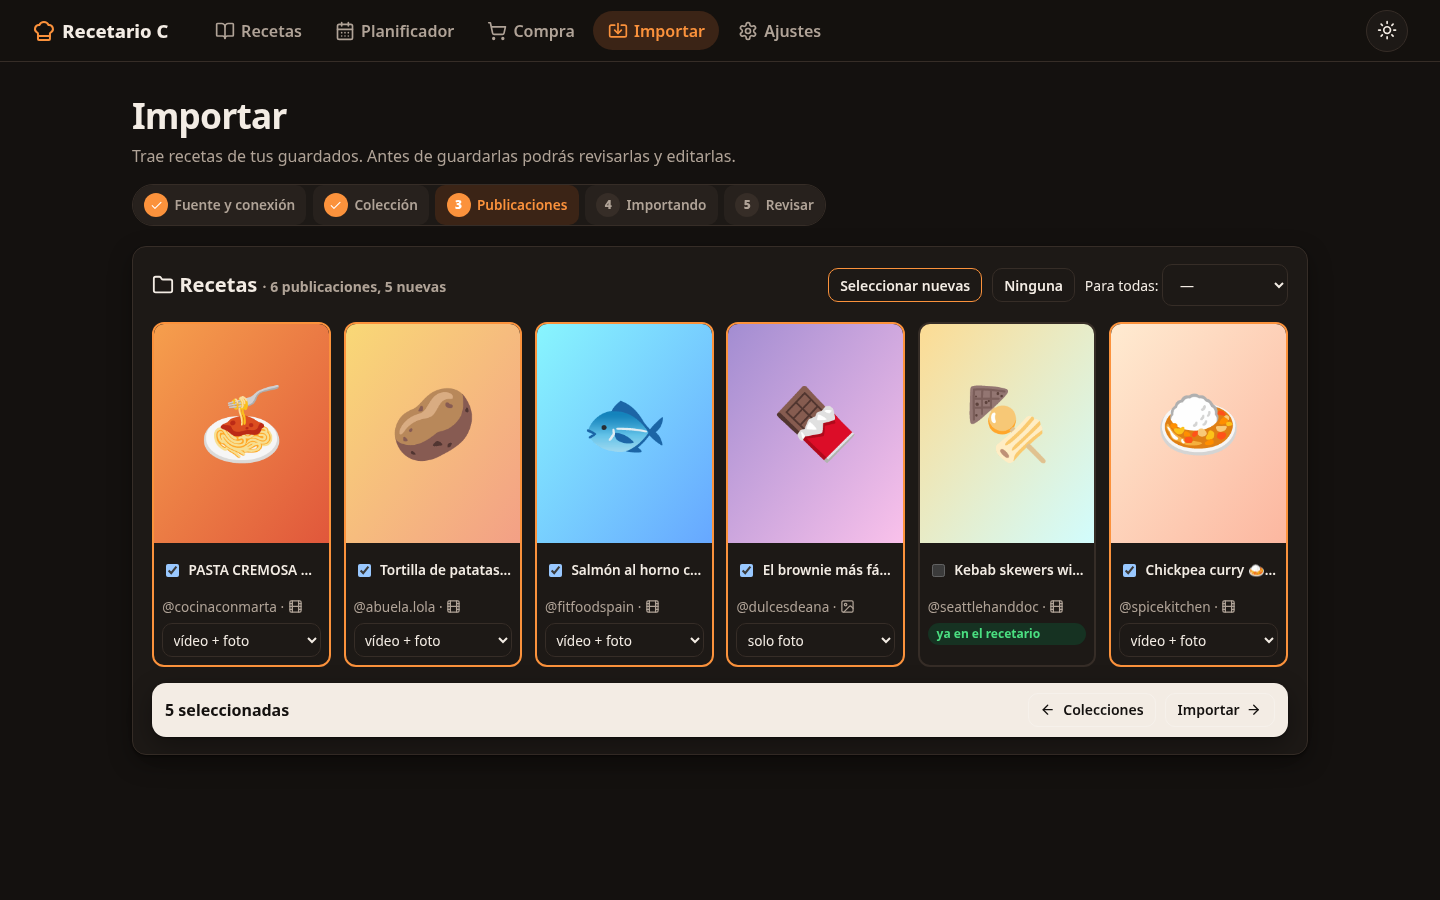 Recetario C
Recetas
Planificador
Compra
Importar
Ajustes
Importar
Trae recetas de tus guardados. Antes de guardarlas podrás revisarlas y editarlas.
Fuente y conexión
Colección
3 Publicaciones
4 Importando
5 Revisar
Recetas · 6 publicaciones, 5 nuevas
Seleccionar nuevas
Ninguna
Para todas: —
PASTA CREMOSA ...
@cocinaconmarta ·
vídeo + foto
Tortilla de patatas...
@abuela.lola ·
vídeo + foto
Salmón al horno c...
@fitfoodspain ·
vídeo + foto
El brownie más fá...
@dulcesdeana ·
solo foto
Kebab skewers wi...
@seattlehanddoc ·
ya en el recetario
Chickpea curry 🍛...
@spicekitchen ·
vídeo + foto
5 seleccionadas
← Colecciones
Importar →